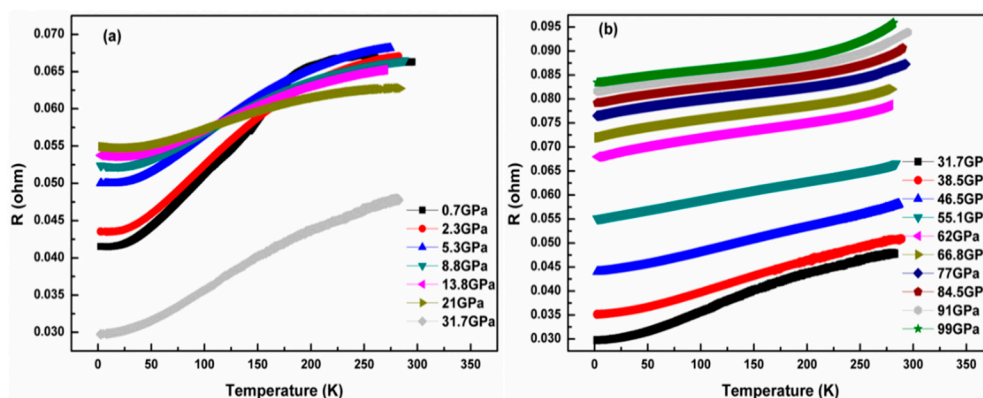 (a)
0.070
0.065
0.060
0.055
0.050
0.045
0.040
0.035
0.030
R (ohm)
0.7GPa
2.3GPa
5.3GPa
8.8GPa
13.8GPa
21GPa
31.7GPa
0 50 100 150 200 250 300 350
Temperature (K)
(b)
0.095
0.090
0.085
0.080
0.075
0.070
0.065
0.060
0.055
0.050
0.045
0.040
0.035
0.030
R (ohm)
31.7GP
38.5GP
46.5GP
55.1GP
62GPa
66.8GP
77GPa
84.5GP
91GPa
99GPa
0 50 100 150 200 250 300 350
Temperature (K)